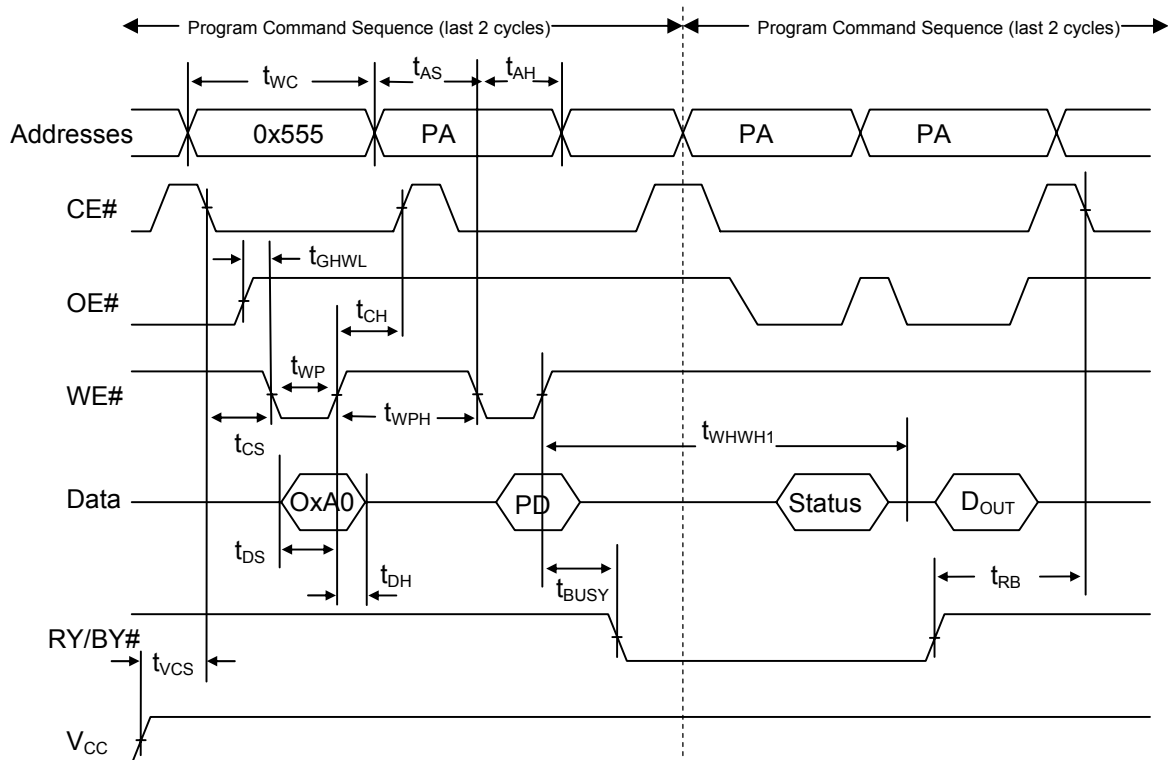 Program Command Sequence (last 2 cycles) Program Command Sequence (last 2 cycles)
tWC tAS tAH
Addresses 0x555 PA PA PA
CE#
tGHWL
OE#
tCH
tWP
WE#
tWPH
tCS tWHWH1
Data OxA0 PD Status DOUT
tDS tDH tBUSY tRB
RY/BY#
tVCS
VCC